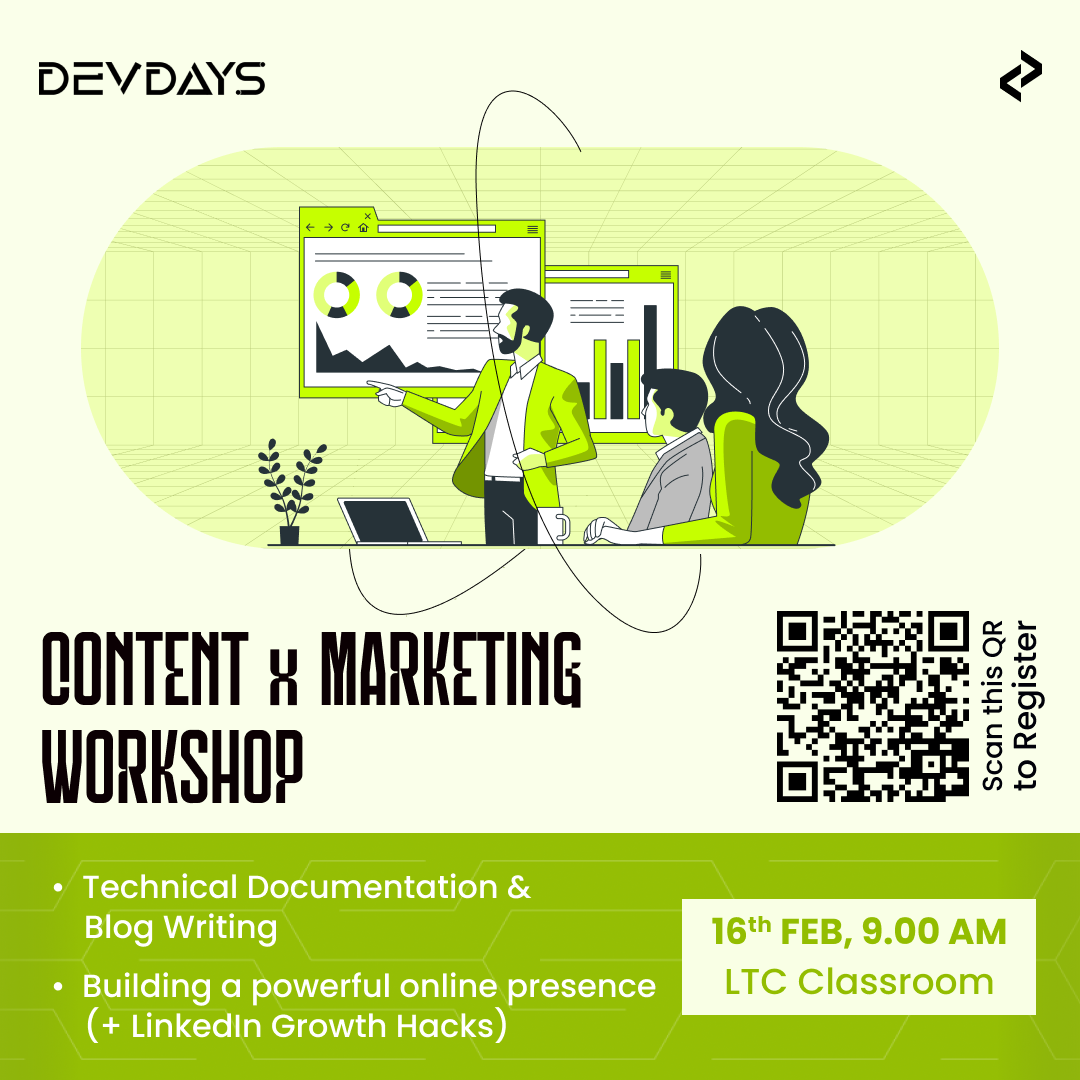 DEVDAYS
CONTENT x MARKETING
WORKSHOP
Scan this QR
to Register
• Technical Documentation &
Blog Writing
• Building a powerful online presence
(+ LinkedIn Growth Hacks)
16th FEB, 9.00 AM
LTC Classroom